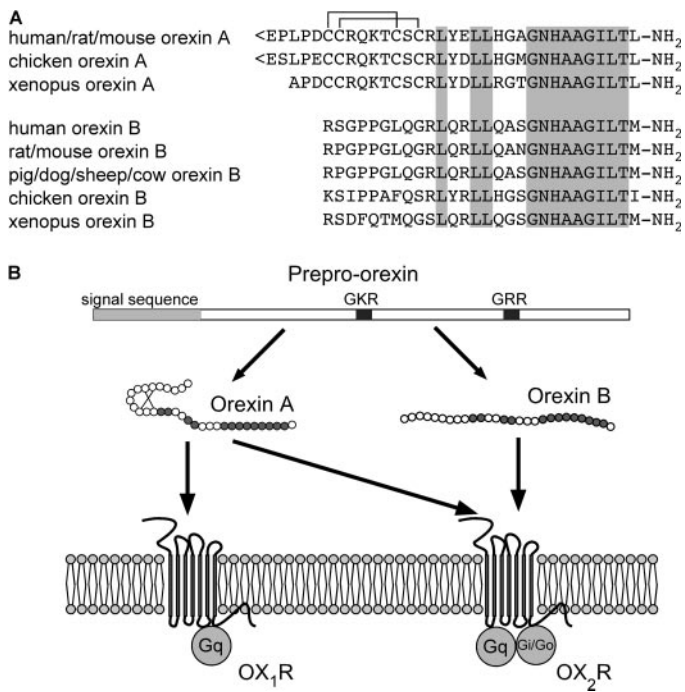 A
human/rat/mouse orexin A <EPLPDCCRQKTCSCRLYELLHGAGNHAAGILTL-NH2
chicken orexin A <ESLPECCRQKTCSCRLYDLLHGMGNHAAGILTL-NH2
xenopus orexin A APDCCRQKTCSCRLYDLLRGTGNHAAGILTL-NH2
human orexin B RSGPPGLQGRLQRLLQASGNHAAGILTM-NH2
rat/mouse orexin B RPGPPGLQGRLQRLLQANGNHAAGILTM-NH2
pig/dog/sheep/cow orexin B RPGPPGLQGRLQRLLQASGNHAAGILTM-NH2
chicken orexin B KSIPPAFQSRLYRLLHGSGNHAAGILTI-NH2
xenopus orexin B RSDFQTMQGSLQRLLQGSGNHAAGILTM-NH2
B
Prepro-orexin
signal sequence GKR GRR
Orexin A Orexin B
Gq Gq Gi/Go
OX1R OX2R